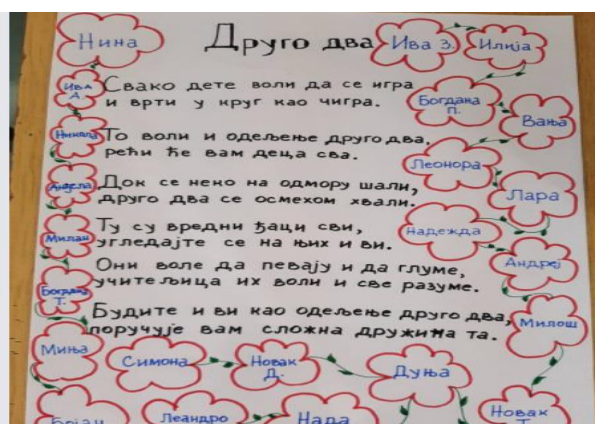 Нина
Друго два
Ива З.
Илија
Ива
А.
Свако дете воли да се игра
и врти у круг као чигра.
Богдана
П.
Вања
Никола
То воли и одељење друго два,
рећи ће вам деца сва.
Леонора
Анђела
Док се неко на одмору шали,
друго два се осмехом хвали.
Лара
Милан
Ту су вредни ђаци сви,
угледајте се на њих и ви.
Надежда
Андреј
Богдана
Т.
Они воле да певају и да глуме,
учитељица их воли и све разуме.
Будите и ви као одељење друго два,
поручује вам сложна дружина та.
Милош
Миња
Симона
Новак
Д.
Дуња
Бојан
Леандро
Нада
Новак
Т.